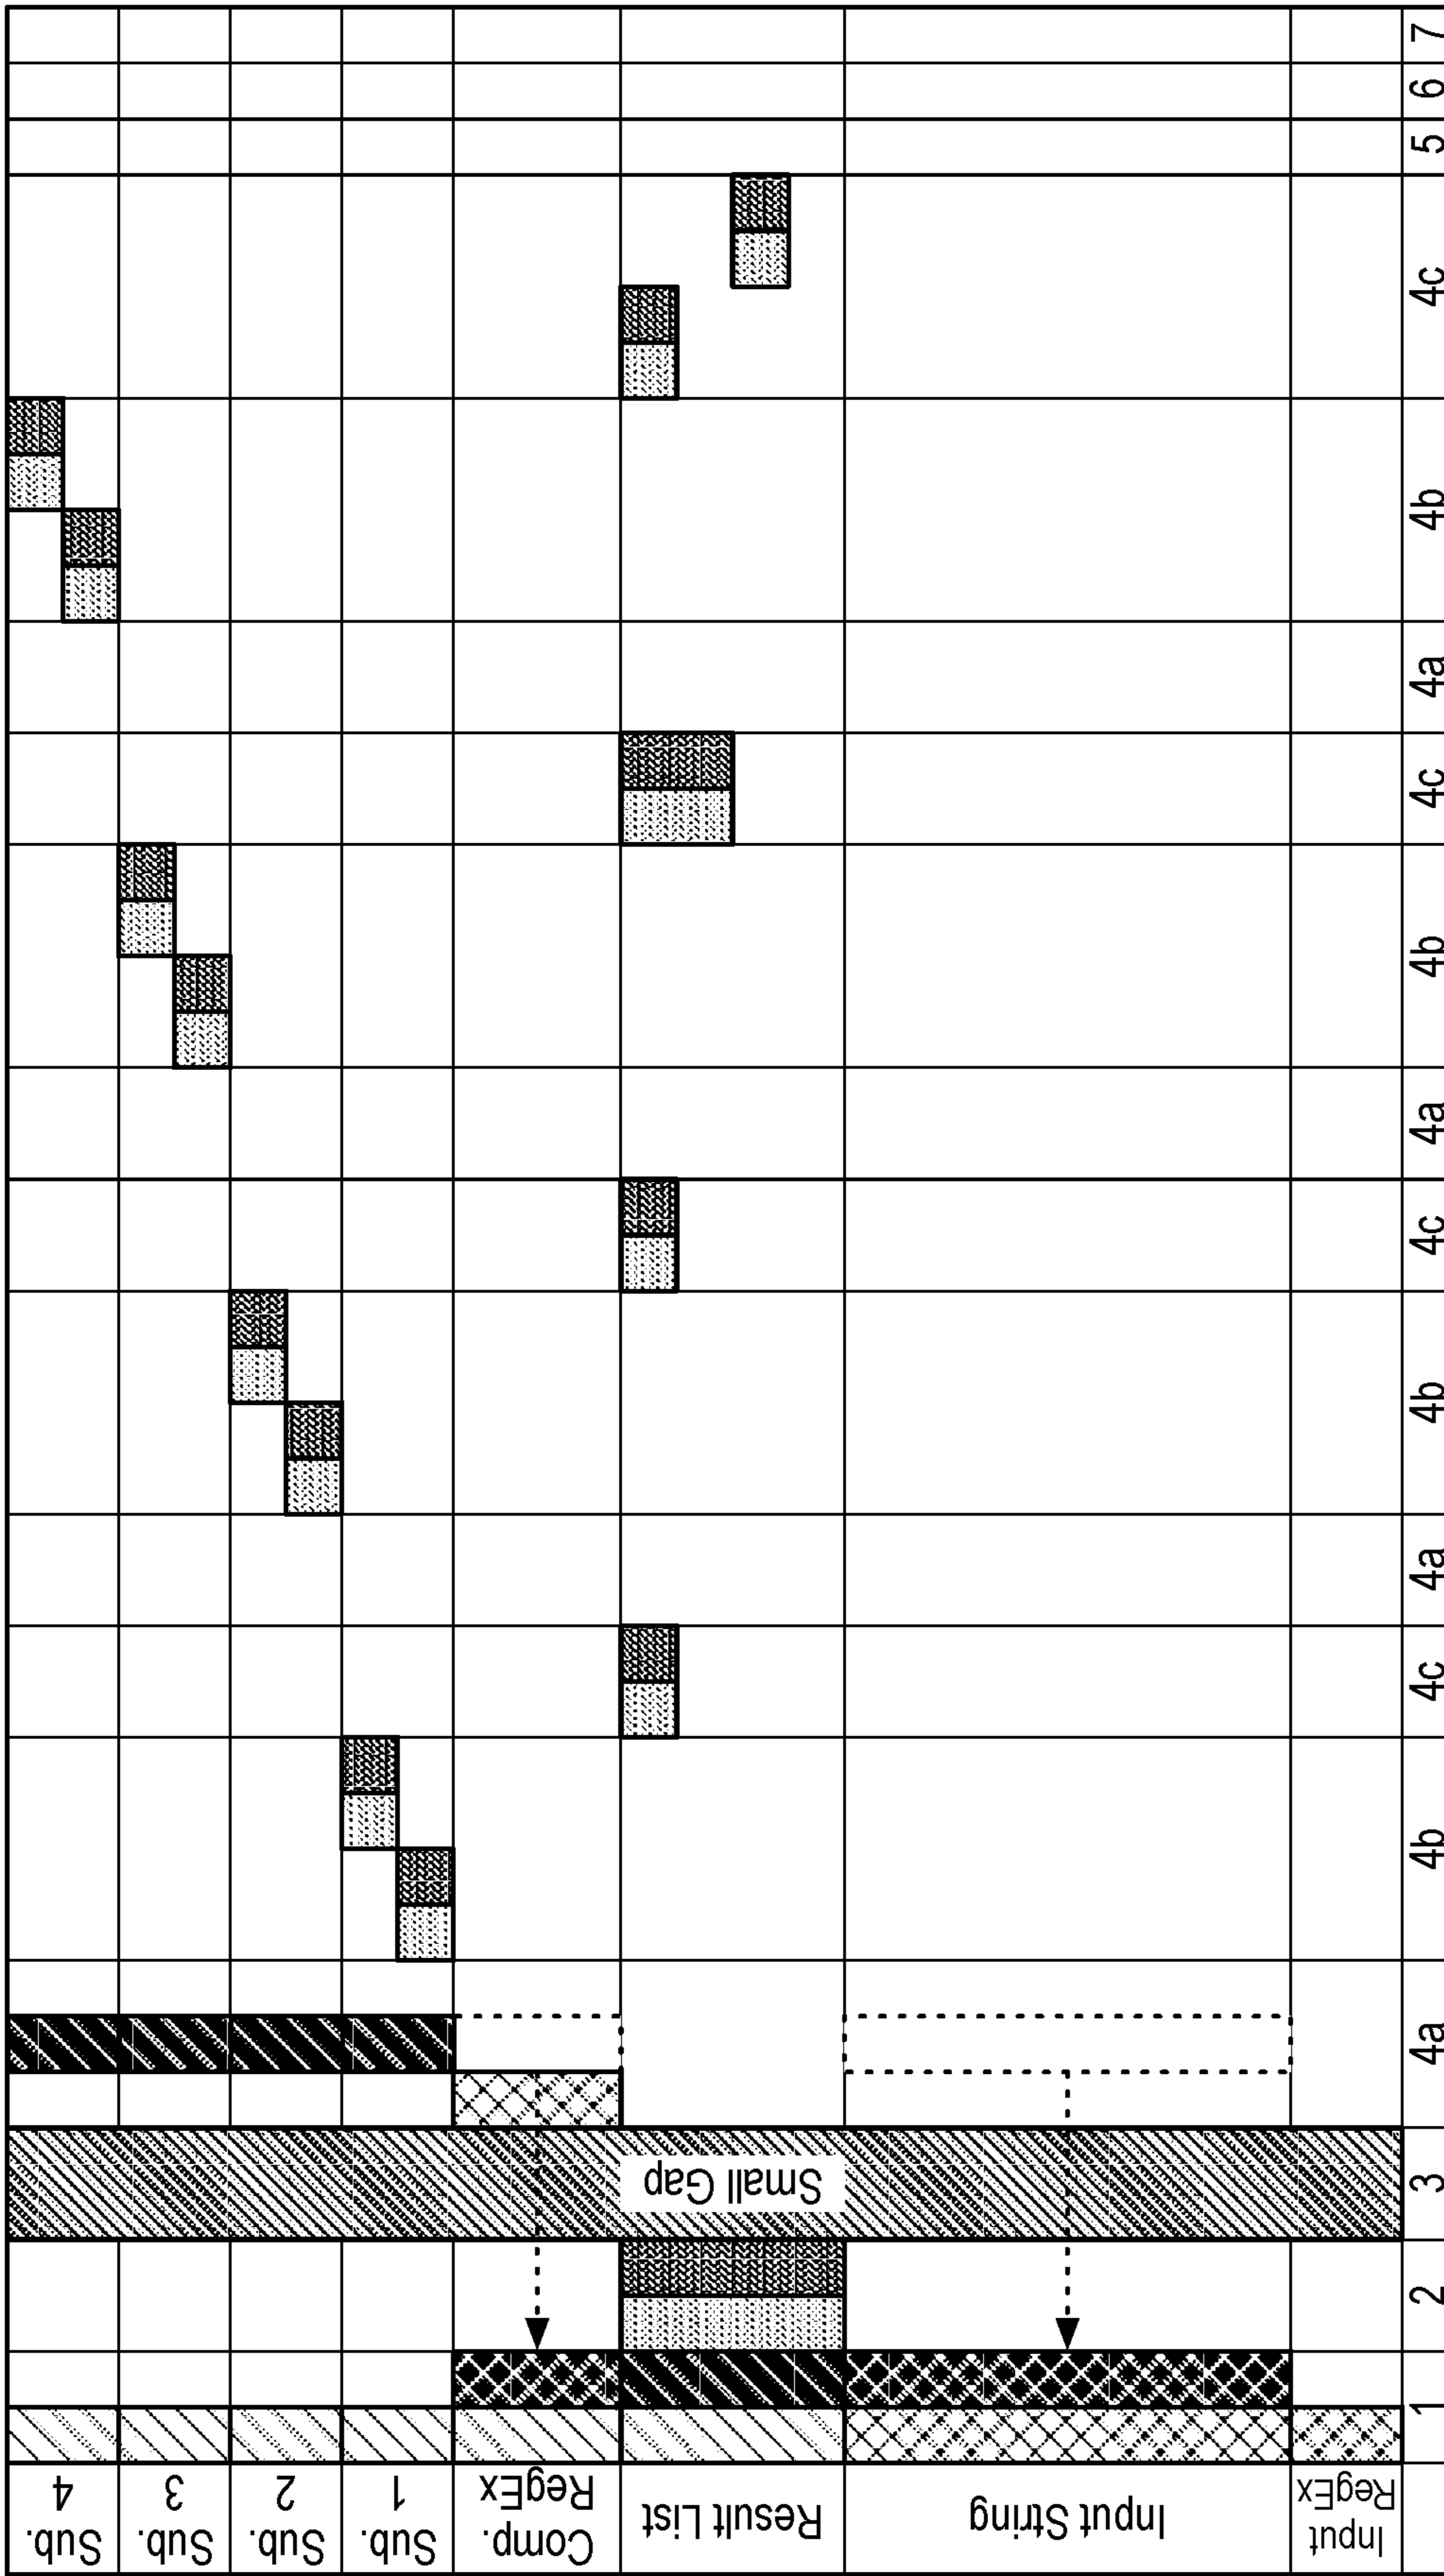 Sub.
4
Sub.
3
Sub.
2
Sub.
1
Comp.
RegEx
Result List
Input String
Input
RegEx
Small Gap
1
2
3
4a
4b
4c
4a
4b
4c
4a
4b
4c
4a
4b
4c
5
6
7